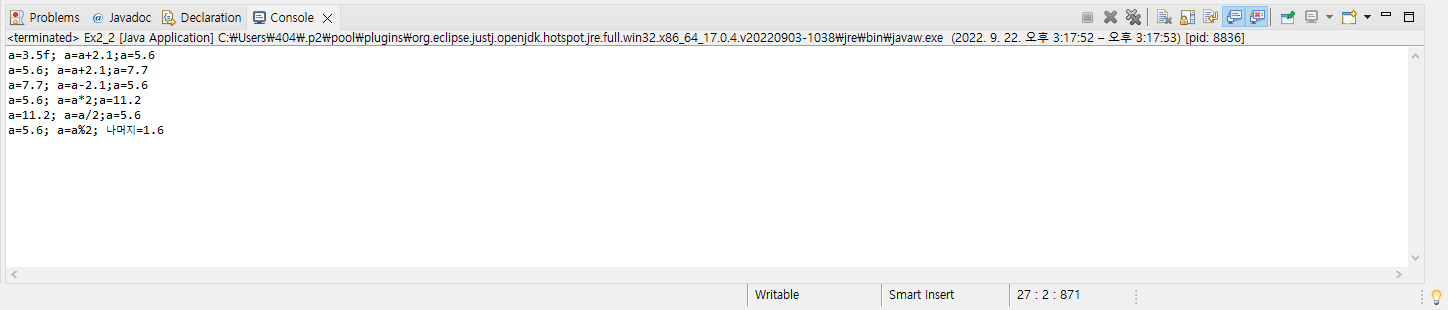 Problems @ Javadoc Declaration Console
<terminated> Ex2_2 [Java Application] C:₩Users₩404₩.p2₩pool₩plugins₩org.eclipse.justj.openjdk.hotspot.jre.full.win32.x86_64_17.0.4.v20220903-1038₩jre₩bin₩javaw.exe (2022. 9. 22. 오후 3:17:52 – 오후 3:17:53) [pid: 8836]
a=3.5f; a=a+2.1;a=5.6
a=5.6; a=a+2.1;a=7.7
a=7.7; a=a-2.1;a=5.6
a=5.6; a=a*2;a=11.2
a=11.2; a=a/2;a=5.6
a=5.6; a=a%2; 나머지=1.6
Writable Smart Insert 27 : 2 : 871